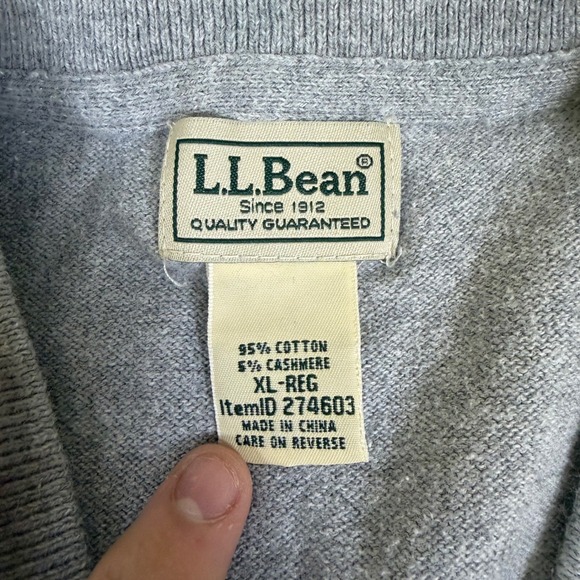 L.L.Bean®
Since 1912
QUALITY GUARANTEED
95% COTTON
5% CASHMERE
XL-REG
ItemID 274603
MADE IN CHINA
CARE ON REVERSE